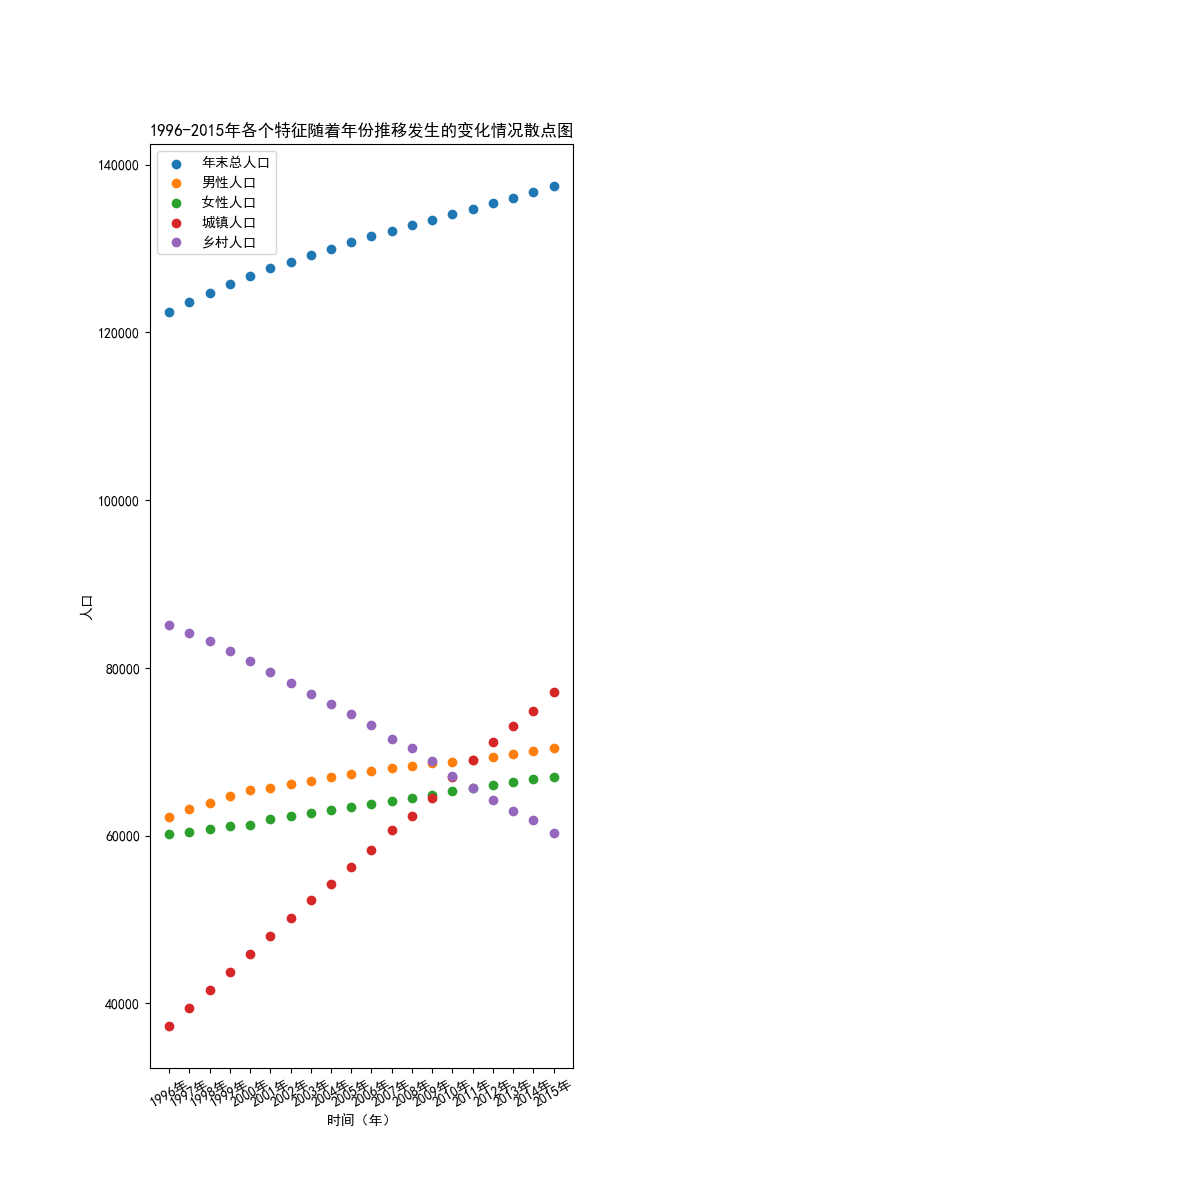 1996-2015年各个特征随着年份推移发生的变化情况散点图
年末总人口
男性人口
女性人口
城镇人口
乡村人口
140000
120000
100000
80000
60000
40000
人口
1996年
1997年
1998年
1999年
2000年
2001年
2002年
2003年
2004年
2005年
2006年
2007年
2008年
2009年
2010年
2011年
2012年
2013年
2014年
2015年
时间（年）